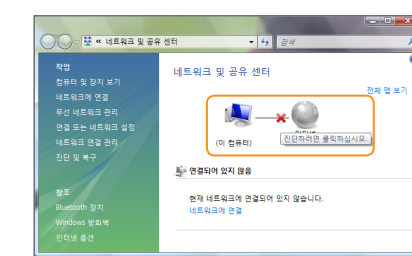 « 네트워크 및 공유 센터
검색
작업
컴퓨터 및 장치 보기
네트워크에 연결
무선 네트워크 관리
연결 또는 네트워크 설정
네트워크 연결 관리
진단 및 복구
참조
Bluetooth 장치
Windows 방화벽
인터넷 옵션
네트워크 및 공유 센터
전체 맵 보기
(이 컴퓨터)
진단하려면 클릭하십시오.
연결되어 있지 않음
현재 네트워크에 연결되어 있지 않습니다.
네트워크에 연결